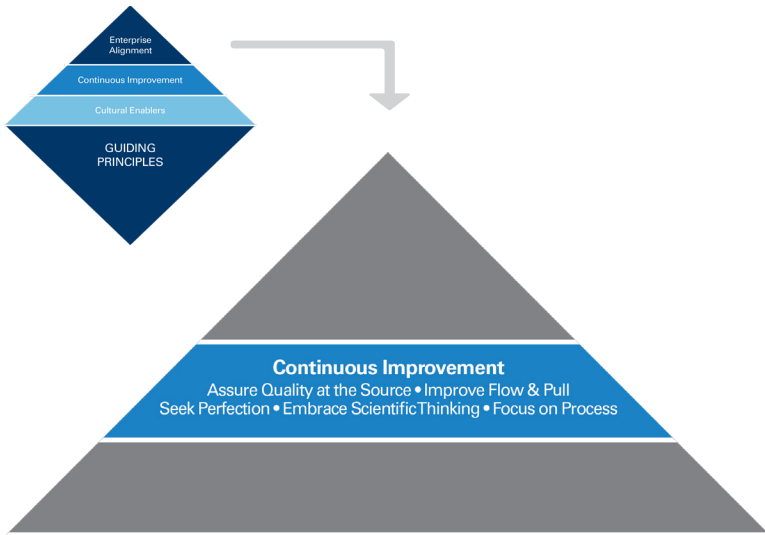 Enterprise
Alignment
Continuous Improvement
Cultural Enablers
GUIDING
PRINCIPLES
Continuous Improvement
Assure Quality at the Source • Improve Flow & Pull
Seek Perfection • Embrace Scientific Thinking • Focus on Process